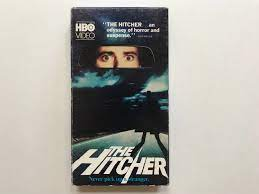 HBO
VIDEO
"THE HITCHER ... an
odyssey of horror and
suspense."
THE
HITCHER
Never pick up a stranger.